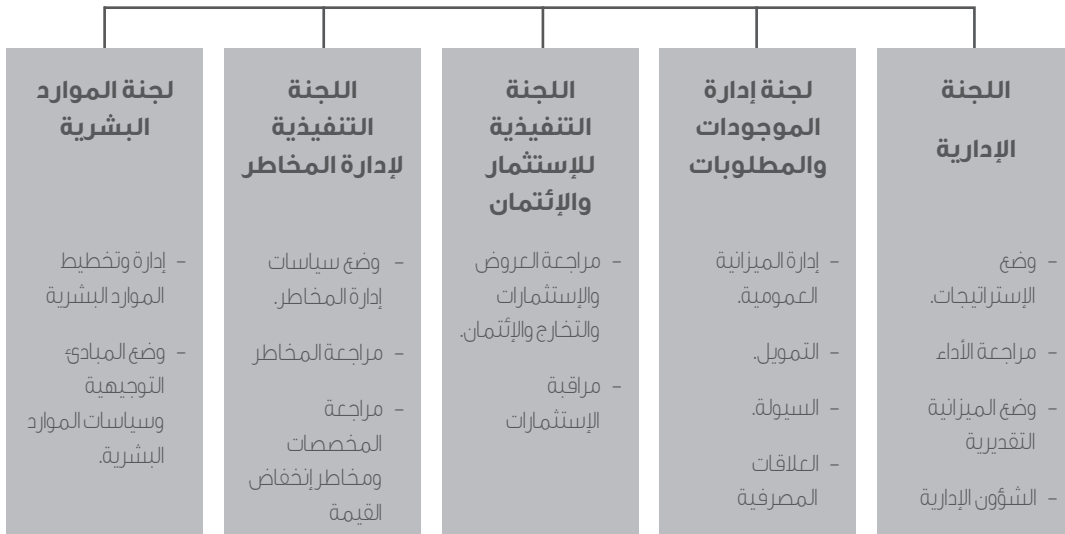 اللجنة
الإدارية
- وضع
الإستراتيجات.
- مراجعة الأداء
- وضع الميزانية
التقديرية
- الشؤون الإدارية
لجنة إدارة
الموجودات
والمطلوبات
- إدارة الميزانية
العمومية.
- التمويل.
- السيولة.
- العلاقات
المصرفية
اللجنة
التنفيذية
للإستثمار
والإئتمان
- مراجعة العروض
والإستثمارات
والتخارج والإئتمان.
- مراقبة
الإستثمارات
اللجنة
التنفيذية
لإدارة المخاطر
- وضع سياسات
إدارة المخاطر.
- مراجعة المخاطر
- مراجعة
المخصصات
ومخاطر إنخفاض
القيمة
لجنة الموارد
البشرية
- إدارة وتخطيط
الموارد البشرية
- وضع المبادئ
التوجيهية
وسياسات الموارد
البشرية.